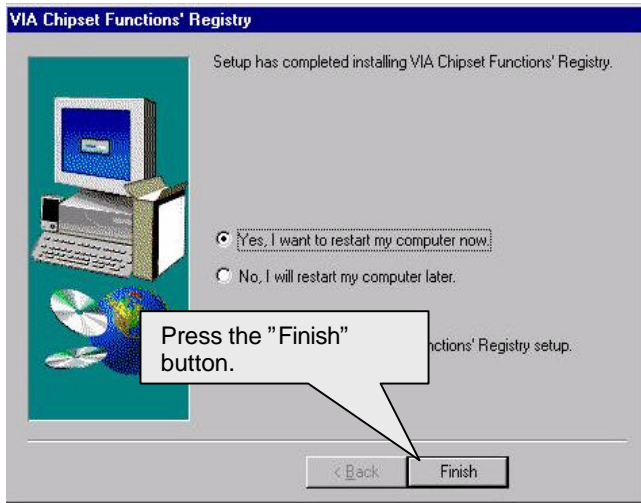 VIA Chipset Functions' Registry
Setup has completed installing VIA Chipset Functions' Registry.
Yes, I want to restart my computer now.
No, I will restart my computer later.
Press the ”Finish”
button.
nctions' Registry setup.
< Back
Finish